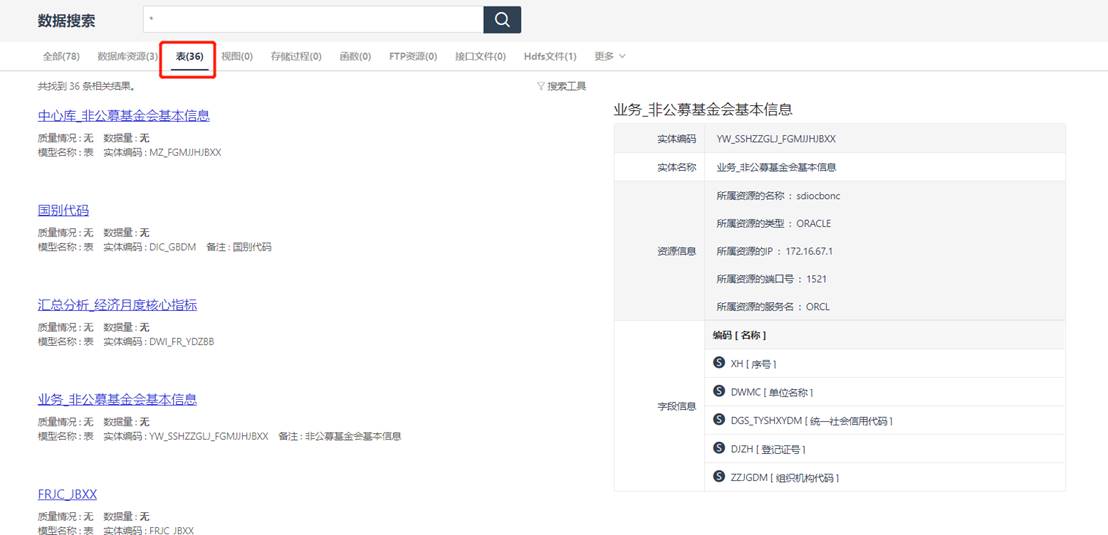 数据搜索
*
全部(78) 数据库资源(3) 表(36) 视图(0) 存储过程(0) 函数(0) FTP资源(0) 接口文件(0) Hdfs文件(1) 更多
共找到 36 条相关结果。 搜索工具
中心库_非公募基金会基本信息
质量情况 : 无 数据量 : 无
模型名称 : 表 实体编码 : MZ_FGMJJHJBXX
国别代码
质量情况 : 无 数据量 : 无
模型名称 : 表 实体编码 : DIC_GBDM 备注 : 国别代码
汇总分析_经济月度核心指标
质量情况 : 无 数据量 : 无
模型名称 : 表 实体编码 : DWI_FR_YDZBB
业务_非公募基金会基本信息
质量情况 : 无 数据量 : 无
模型名称 : 表 实体编码 : YW_SSHZZGLJ_FGMJJHJBXX 备注 : 非公募基金会基本信息
FRJC_JBXX
质量情况 : 无 数据量 : 无
模型名称 : 表 实体编码 : FRJC_JBXX
业务_非公募基金会基本信息
实体编码 YW_SSHZZGLJ_FGMJJHJBXX
实体名称 业务_非公募基金会基本信息
资源信息
所属资源的名称 : sdiocbonc
所属资源的类型 : ORACLE
所属资源的IP : 172.16.67.1
所属资源的端口号 : 1521
所属资源的服务名 : ORCL
字段信息
编码 [ 名称 ]
S XH [ 序号 ]
S DWMC [ 单位名称 ]
S DGS_TYSHXYDM [ 统一社会信用代码 ]
S DJZH [ 登记证号 ]
S ZZJGDM [ 组织机构代码 ]